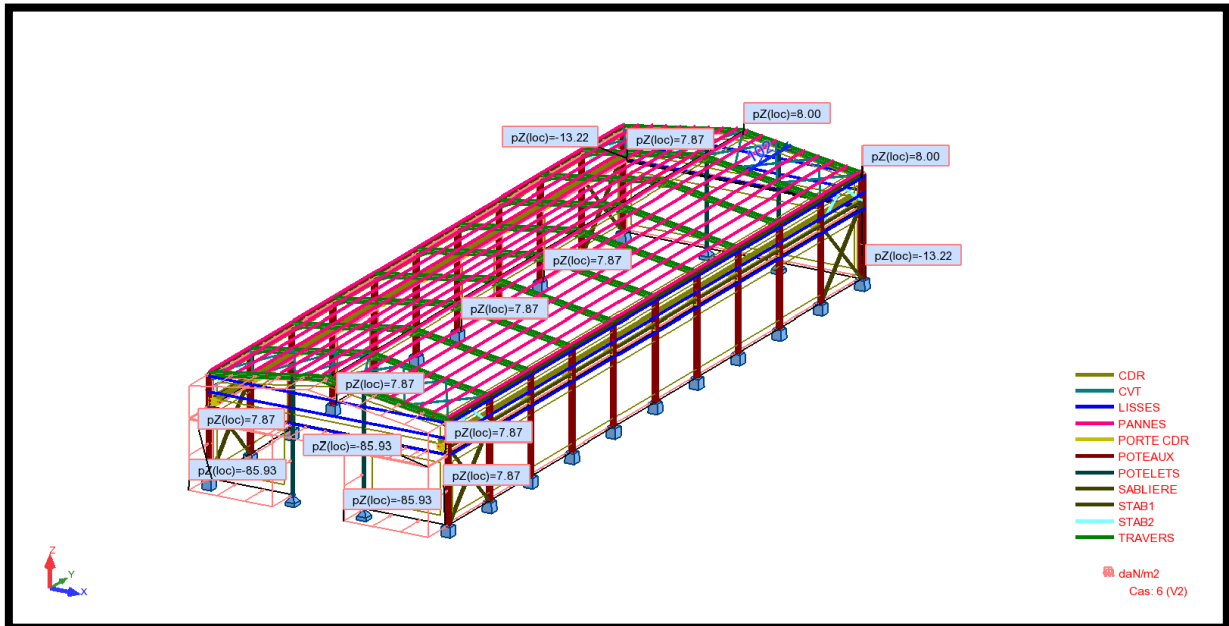 pZ(loc)=8.00
pZ(loc)=-13.22
pZ(loc)=7.87
pZ(loc)=8.00
pZ(loc)=-13.22
pZ(loc)=7.87
pZ(loc)=7.87
pZ(loc)=7.87
pZ(loc)=7.87
pZ(loc)=7.87
pZ(loc)=-85.93
pZ(loc)=-85.93
pZ(loc)=7.87
pZ(loc)=-85.93
CDR
CVT
LISSES
PANNES
PORTE CDR
POTEAUX
POTELETS
SABLIERE
STAB1
STAB2
TRAVERS
daN/m2
Cas: 6 (V2)
Z
Y
X